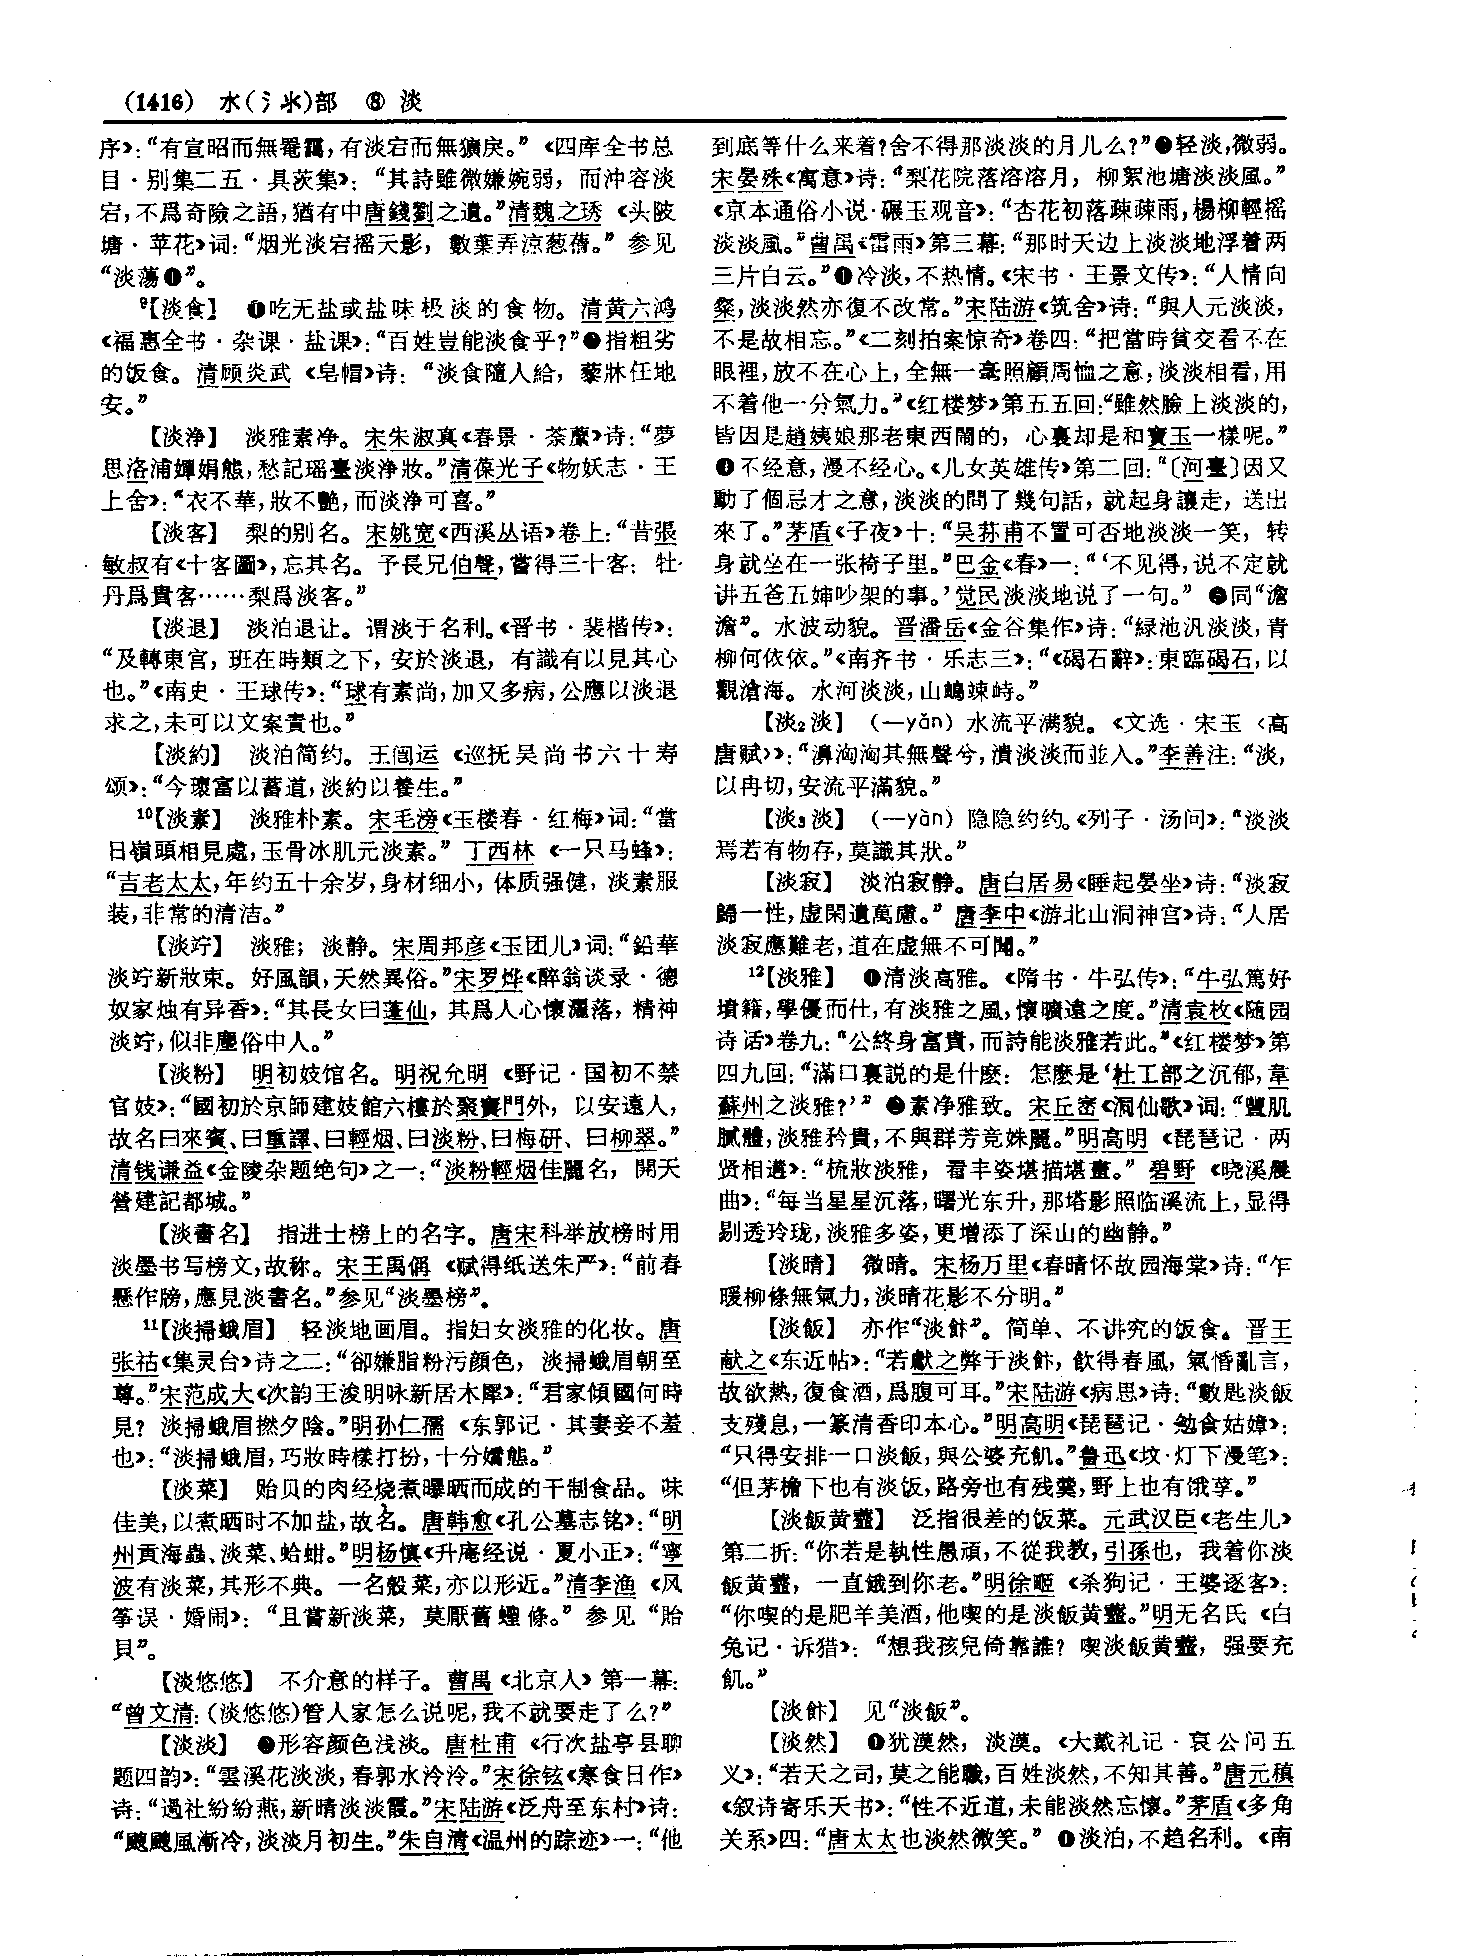 (1416) 水(氵氺)部 ⑧ 淡
序》：“有宣昭而無罨靄，有淡宕而無獷戾。”《四库全书总
目·别集二五·具茨集》：“其詩雖微嫌婉弱，而沖容淡
宕，不爲奇險之語，猶有中唐錢劉之遺。”清魏之琇《头陂
塘·苹花》词：“烟光淡宕摇天影，數葉弄涼葱蒨。”参见
“淡蕩❶”。
⁹【淡食】 ❶吃无盐或盐味极淡的食物。清黄六鸿
《福惠全书·杂课·盐课》：“百姓豈能淡食乎？”❷指粗劣
的饭食。清顾炎武《皂帽》诗：“淡食隨人給，藜牀任地
安。”
【淡浄】 淡雅素净。宋朱淑真《春景·荼蘼》诗：“夢
思洛浦嬋娟態，愁記瑶臺淡浄妝。”清葆光子《物妖志·王
上舍》：“衣不華，妝不艷，而淡浄可喜。”
【淡客】 梨的别名。宋姚宽《西溪丛语》卷上：“昔張
敏叔有《十客圖》，忘其名。予長兄伯聲，嘗得三十客：牡
丹爲貴客……梨爲淡客。”
【淡退】 淡泊退让。谓淡于名利。《晋书·裴楷传》：
“及轉東宫，班在時類之下，安於淡退，有識有以見其心
也。”《南史·王球传》：“球有素尚，加又多病，公應以淡退
求之，未可以文案責也。”
【淡約】 淡泊简约。王闿运《巡抚吴尚书六十寿
颂》：“今瓌富以蓄道，淡約以養生。”
¹⁰【淡素】 淡雅朴素。宋毛滂《玉楼春·红梅》词：“當
日嶺頭相見處，玉骨冰肌元淡素。”丁西林《一只马蜂》：
“吉老太太，年约五十余岁，身材细小，体质强健，淡素服
装，非常的清洁。”
【淡竚】 淡雅；淡静。宋周邦彦《玉团儿》词：“鉛華
淡竚新妝束。好風韻，天然異俗。”宋罗烨《醉翁谈录·德
奴家烛有异香》：“其長女曰蓬仙，其爲人心懷灑落，精神
淡竚，似非塵俗中人。”
【淡粉】 明初妓馆名。明祝允明《野记·国初不禁
官妓》：“國初於京師建妓館六樓於聚寶門外，以安遠人，
故名曰來賓、曰重譯、曰輕烟、曰淡粉、曰梅研、曰柳翠。”
清钱谦益《金陵杂题绝句》之一：“淡粉輕烟佳麗名，開天
營建記都城。”
【淡書名】 指进士榜上的名字。唐宋科举放榜时用
淡墨书写榜文，故称。宋王禹偁《赋得纸送朱严》：“前春
懸作牓，應見淡書名。”参见“淡墨榜”。
¹¹【淡掃蛾眉】 轻淡地画眉。指妇女淡雅的化妆。唐
张祜《集灵台》诗之二：“卻嫌脂粉污顔色，淡掃蛾眉朝至
尊。”宋范成大《次韵王浚明咏新居木犀》：“君家傾國何時
見？淡掃蛾眉撚夕陰。”明孙仁孺《东郭记·其妻妾不羞
也》：“淡掃蛾眉，巧妝時樣打扮，十分嬌態。”
【淡菜】 贻贝的肉经烧煮曝晒而成的干制食品。味
佳美，以煮晒时不加盐，故名。唐韩愈《孔公墓志铭》：“明
州貢海蟲、淡菜、蛤蚶。”明杨慎《升庵经说·夏小正》：“寧
波有淡菜，其形不典。一名殼菜，亦以形近。”清李渔《风
筝误·婚闹》：“且嘗新淡菜，莫厭舊蟶條。”参见“贻
貝”。
【淡悠悠】 不介意的样子。曹禺《北京人》第一幕：
“曾文清：（淡悠悠）管人家怎么说呢，我不就要走了么？”
【淡淡】 ❶形容颜色浅淡。唐杜甫《行次盐亭县聊
题四韵》：“雲溪花淡淡，春郭水泠泠。”宋徐铉《寒食日作》
诗：“過社紛紛燕，新晴淡淡霞。”宋陆游《泛舟至东村》诗：
“颼颼風漸冷，淡淡月初生。”朱自清《温州的踪迹》一：“他
到底等什么来着？舍不得那淡淡的月儿么？”❷轻淡，微弱。
宋晏殊《寓意》诗：“梨花院落溶溶月，柳絮池塘淡淡風。”
《京本通俗小说·碾玉观音》：“杏花初落疎疎雨，楊柳輕摇
淡淡風。”曹禺《雷雨》第三幕：“那时天边上淡淡地浮着两
三片白云。”❸冷淡，不热情。《宋书·王景文传》：“人情向
粲，淡淡然亦復不改常。”宋陆游《筑舍》诗：“與人元淡淡，
不是故相忘。”《二刻拍案惊奇》卷四：“把當時貧交看不在
眼裡，放不在心上，全無一毫照顧周恤之意，淡淡相看，用
不着他一分氣力。”《红楼梦》第五五回：“雖然臉上淡淡的，
皆因是趙姨娘那老東西鬧的，心裏却是和寶玉一樣呢。”
❹不经意，漫不经心。《儿女英雄传》第二回：“〔河臺〕因又
動了個忌才之意，淡淡的問了幾句話，就起身讓走，送出
來了。”茅盾《子夜》十：“吴荪甫不置可否地淡淡一笑，转
身就坐在一张椅子里。”巴金《春》一：“‘不见得，说不定就
讲五爸五婶吵架的事。’觉民淡淡地说了一句。” ❺同“澹
澹”。水波动貌。晋潘岳《金谷集作》诗：“緑池汎淡淡，青
柳何依依。”《南齐书·乐志三》：“《碣石辭》：東臨碣石，以
觀滄海。水河淡淡，山島竦峙。”
【淡₂淡】 （—yǎn）水流平满貌。《文选·宋玉〈高
唐赋〉》：“濞洶洶其無聲兮，潰淡淡而並入。”李善注：“淡，
以冉切，安流平滿貌。”
【淡₃淡】 （—yàn）隐隐约约。《列子·汤问》：“淡淡
焉若有物存，莫識其狀。”
【淡寂】 淡泊寂静。唐白居易《睡起晏坐》诗：“淡寂
歸一性，虚閑遺萬慮。”唐李中《游北山洞神宫》诗：“人居
淡寂應難老，道在虚無不可聞。”
¹²【淡雅】 ❶清淡高雅。《隋书·牛弘传》：“牛弘篤好
墳籍，學優而仕，有淡雅之風，懷曠遠之度。”清袁枚《随园
诗话》卷九：“公終身富貴，而詩能淡雅若此。”《红楼梦》第
四九回：“滿口裏説的是什麽：怎麽是‘杜工部之沉郁，韋
蘇州之淡雅？’” ❷素净雅致。宋丘崈《洞仙歌》词：“豐肌
膩體，淡雅矜貴，不與群芳竞姝麗。”明高明《琵琶记·两
贤相遘》：“梳妝淡雅，看丰姿堪描堪畫。”碧野《晓溪晨
曲》：“每当星星沉落，曙光东升，那塔影照临溪流上，显得
剔透玲珑，淡雅多姿，更增添了深山的幽静。”
【淡晴】 微晴。宋杨万里《春晴怀故园海棠》诗：“乍
暖柳條無氣力，淡晴花影不分明。”
【淡飯】 亦作“淡飰”。简单、不讲究的饭食。晋王
献之《东近帖》：“若獻之弊于淡飰，飲得春風，氣惛亂言，
故欲熱，復食酒，爲腹可耳。”宋陆游《病思》诗：“數匙淡飯
支殘息，一篆清香印本心。”明高明《琵琶记·勉食姑嫜》：
“只得安排一口淡飯，與公婆充飢。”鲁迅《坟·灯下漫笔》：
“但茅檐下也有淡饭，路旁也有残羹，野上也有饿莩。”
【淡飯黄虀】 泛指很差的饭菜。元武汉臣《老生儿》
第二折：“你若是執性愚頑，不從我教，引孫也，我着你淡
飯黄虀，一直餓到你老。”明徐㖼《杀狗记·王婆逐客》：
“你喫的是肥羊美酒，他喫的是淡飯黄虀。”明无名氏《白
兔记·诉猎》：“想我孩兒倚靠誰？喫淡飯黄虀，强要充
飢。”
【淡飰】 见“淡飯”。
【淡然】 ❶犹漠然，淡漠。《大戴礼记·哀公问五
义》：“若天之司，莫之能職，百姓淡然，不知其善。”唐元稹
《叙诗寄乐天书》：“性不近道，未能淡然忘懷。”茅盾《多角
关系》四：“唐太太也淡然微笑。” ❷淡泊，不趋名利。《南